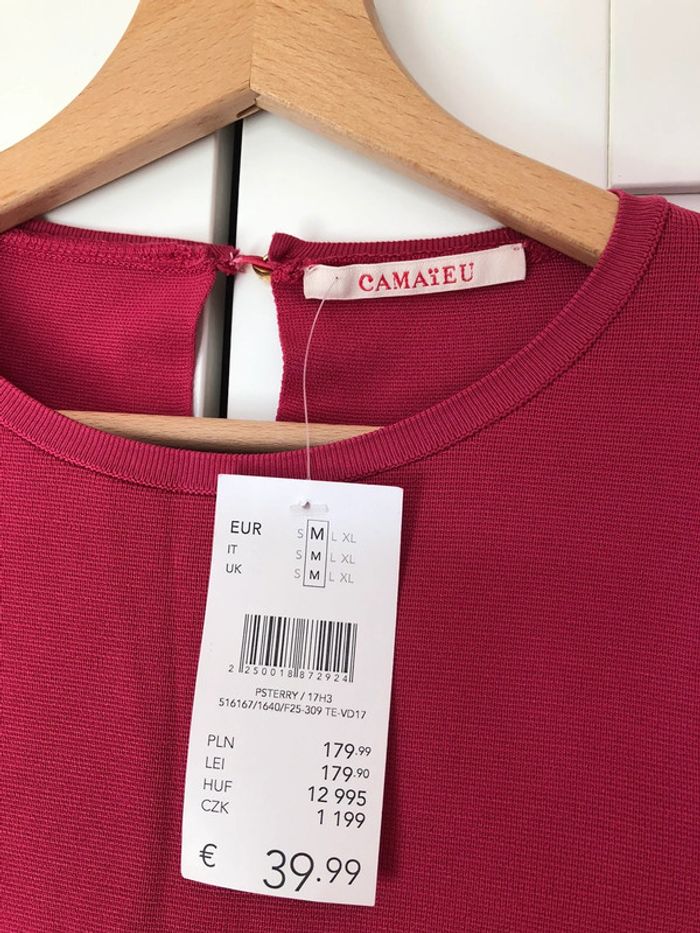 CAMAÏEU
EUR S M L XL
IT S M L XL
UK S M L XL
2 250018 872924
PSTERRY / 17H3
516167/1640/F25-309 TE-VD17
PLN 179.99
LEI 179.90
HUF 12 995
CZK 1 199
€ 39.99